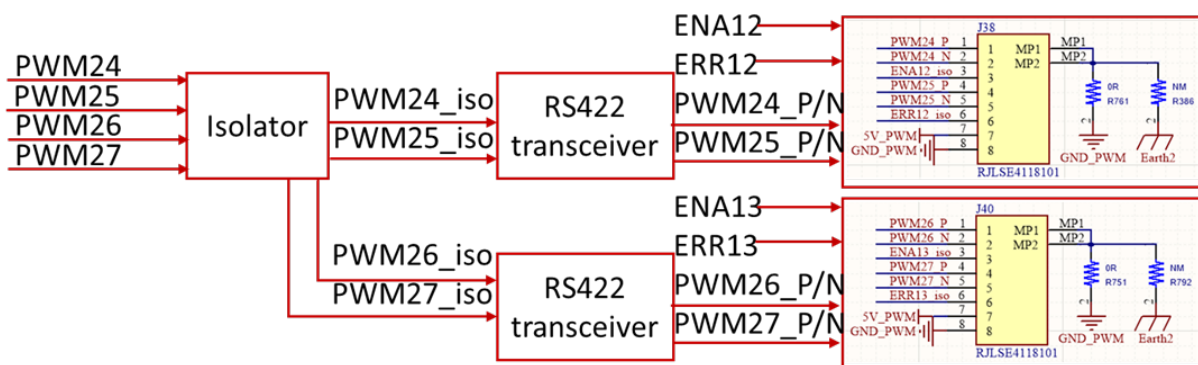 PWM24
PWM25
PWM26
PWM27
Isolator
PWM24_iso
PWM25_iso
PWM26_iso
PWM27_iso
RS422
transceiver
ENA12
ERR12
PWM24_P/N
PWM25_P/N
J38
PWM24_P 1 1 MP1 MP1
PWM24_N 2 2 MP2 MP2
ENA12_iso 3 3
PWM25_P 4 4
PWM25_N 5 5
ERR12_iso 6 6
5V_PWM 7 7
GND_PWM 8 8
RJLSE4118101
0R
R761
NM
R386
GND_PWM
Earth2
RS422
transceiver
ENA13
ERR13
PWM26_P/N
PWM27_P/N
J40
PWM26_P 1 1 MP1 MP1
PWM26_N 2 2 MP2 MP2
ENA13_iso 3 3
PWM27_P 4 4
PWM27_N 5 5
ERR13_iso 6 6
5V_PWM 7 7
GND_PWM 8 8
RJLSE4118101
0R
R751
NM
R792
GND_PWM
Earth2